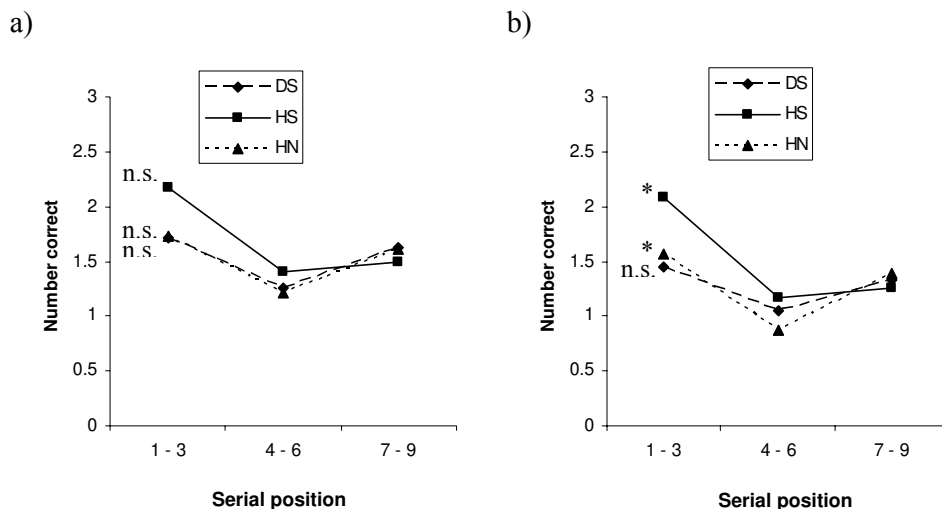 a)
DS
HS
HN
3
2.5
2
1.5
1
0.5
0
Number correct
n.s.
n.s.
n.s.
1 - 3
4 - 6
7 - 9
Serial position
b)
DS
HS
HN
3
2.5
2
1.5
1
0.5
0
Number correct
*
*
n.s.
1 - 3
4 - 6
7 - 9
Serial position